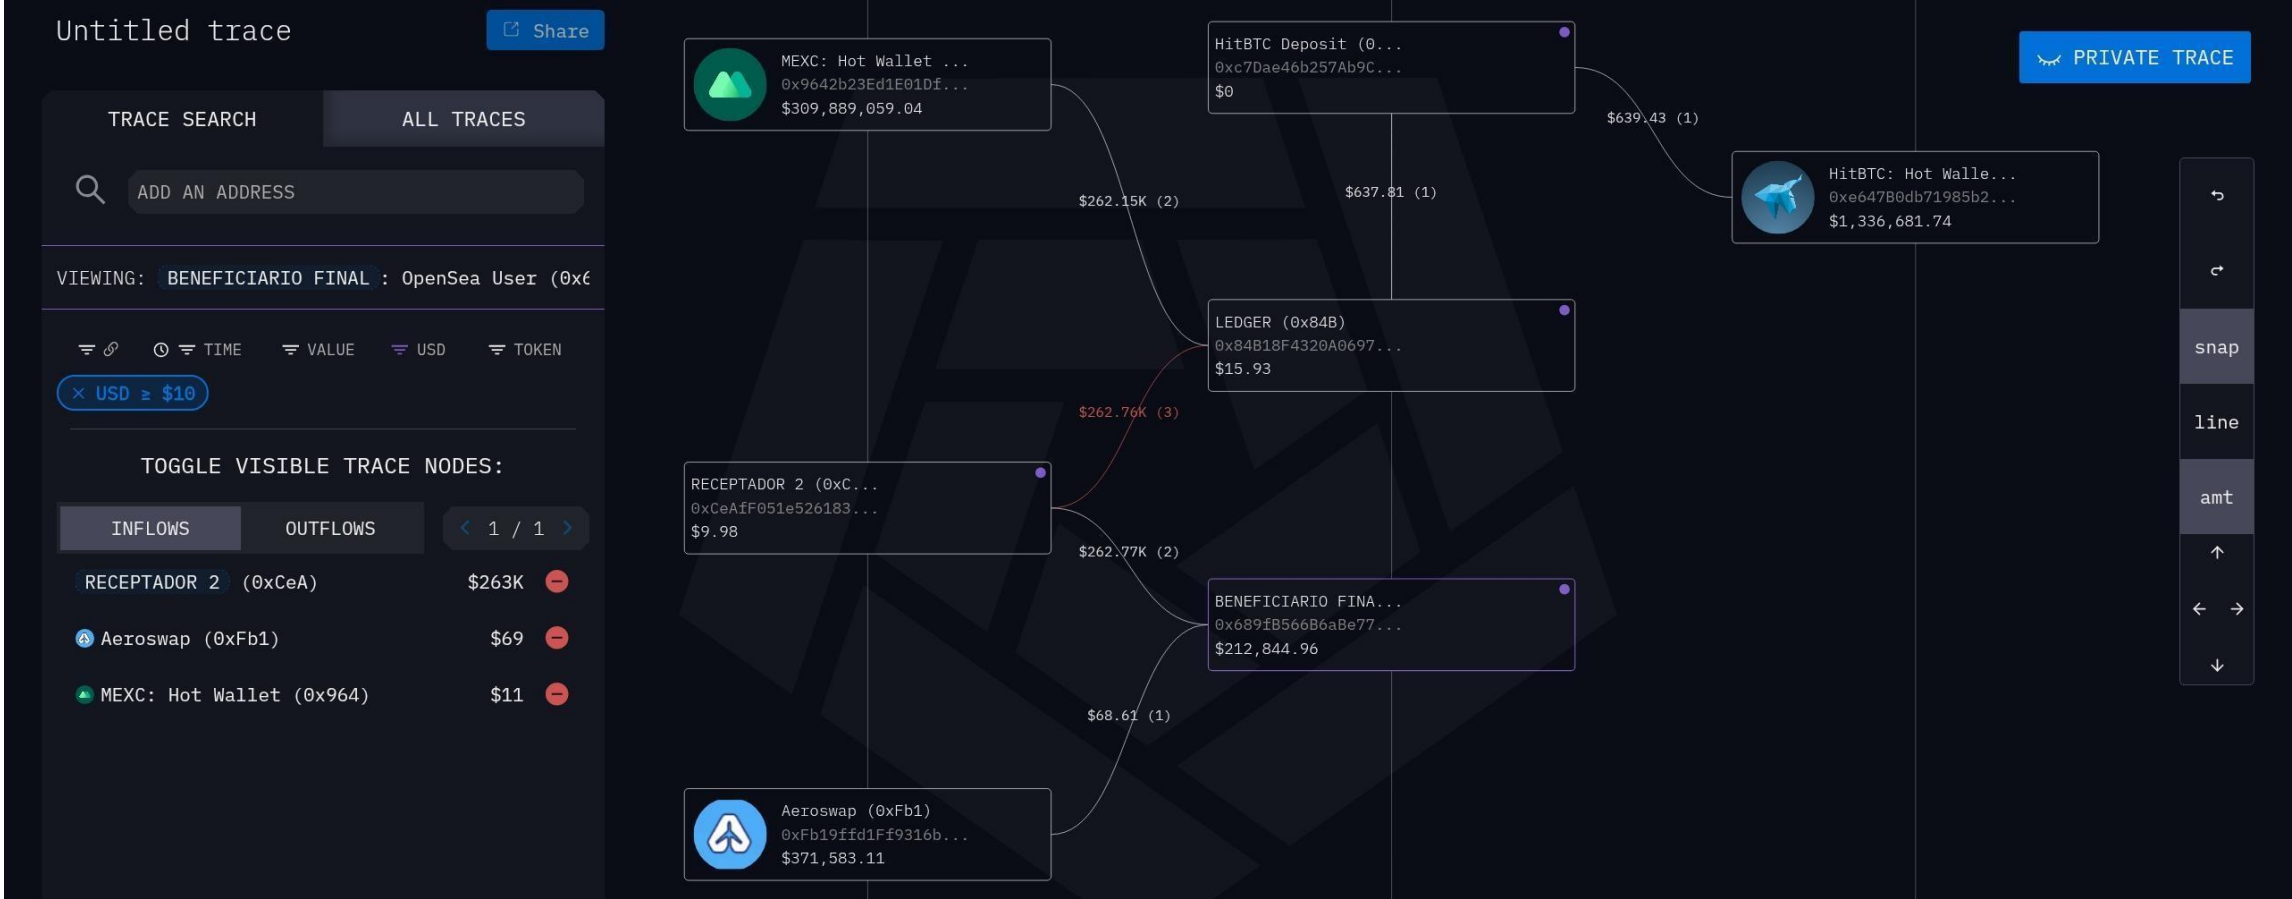 Untitled trace
Share
TRACE SEARCH
ALL TRACES
ADD AN ADDRESS
VIEWING: BENEFICIARIO FINAL : OpenSea User (0x6
TIME
VALUE
USD
TOKEN
× USD ≥ $10
TOGGLE VISIBLE TRACE NODES:
INFLOWS
OUTFLOWS
< 1 / 1 >
RECEPTADOR 2 (0xCeA) $263K
Aeroswap (0xFb1) $69
MEXC: Hot Wallet (0x964) $11
MEXC: Hot Wallet ...
0x9642b23Ed1E01Df...
$309,889,059.04
HitBTC Deposit (0...
0xc7Dae46b257Ab9C...
$0
$639.43 (1)
HitBTC: Hot Walle...
0xe647B0db71985b2...
$1,336,681.74
$262.15K (2)
$637.81 (1)
LEDGER (0x84B)
0x84B18F4320A0697...
$15.93
$262.76K (3)
RECEPTADOR 2 (0xC...
0xCeAfF051e526183...
$9.98
$262.77K (2)
BENEFICIARIO FINA...
0x689fB566B6aBe77...
$212,844.96
$68.61 (1)
Aeroswap (0xFb1)
0xFb19ffd1Ff9316b...
$371,583.11
PRIVATE TRACE
snap
line
amt